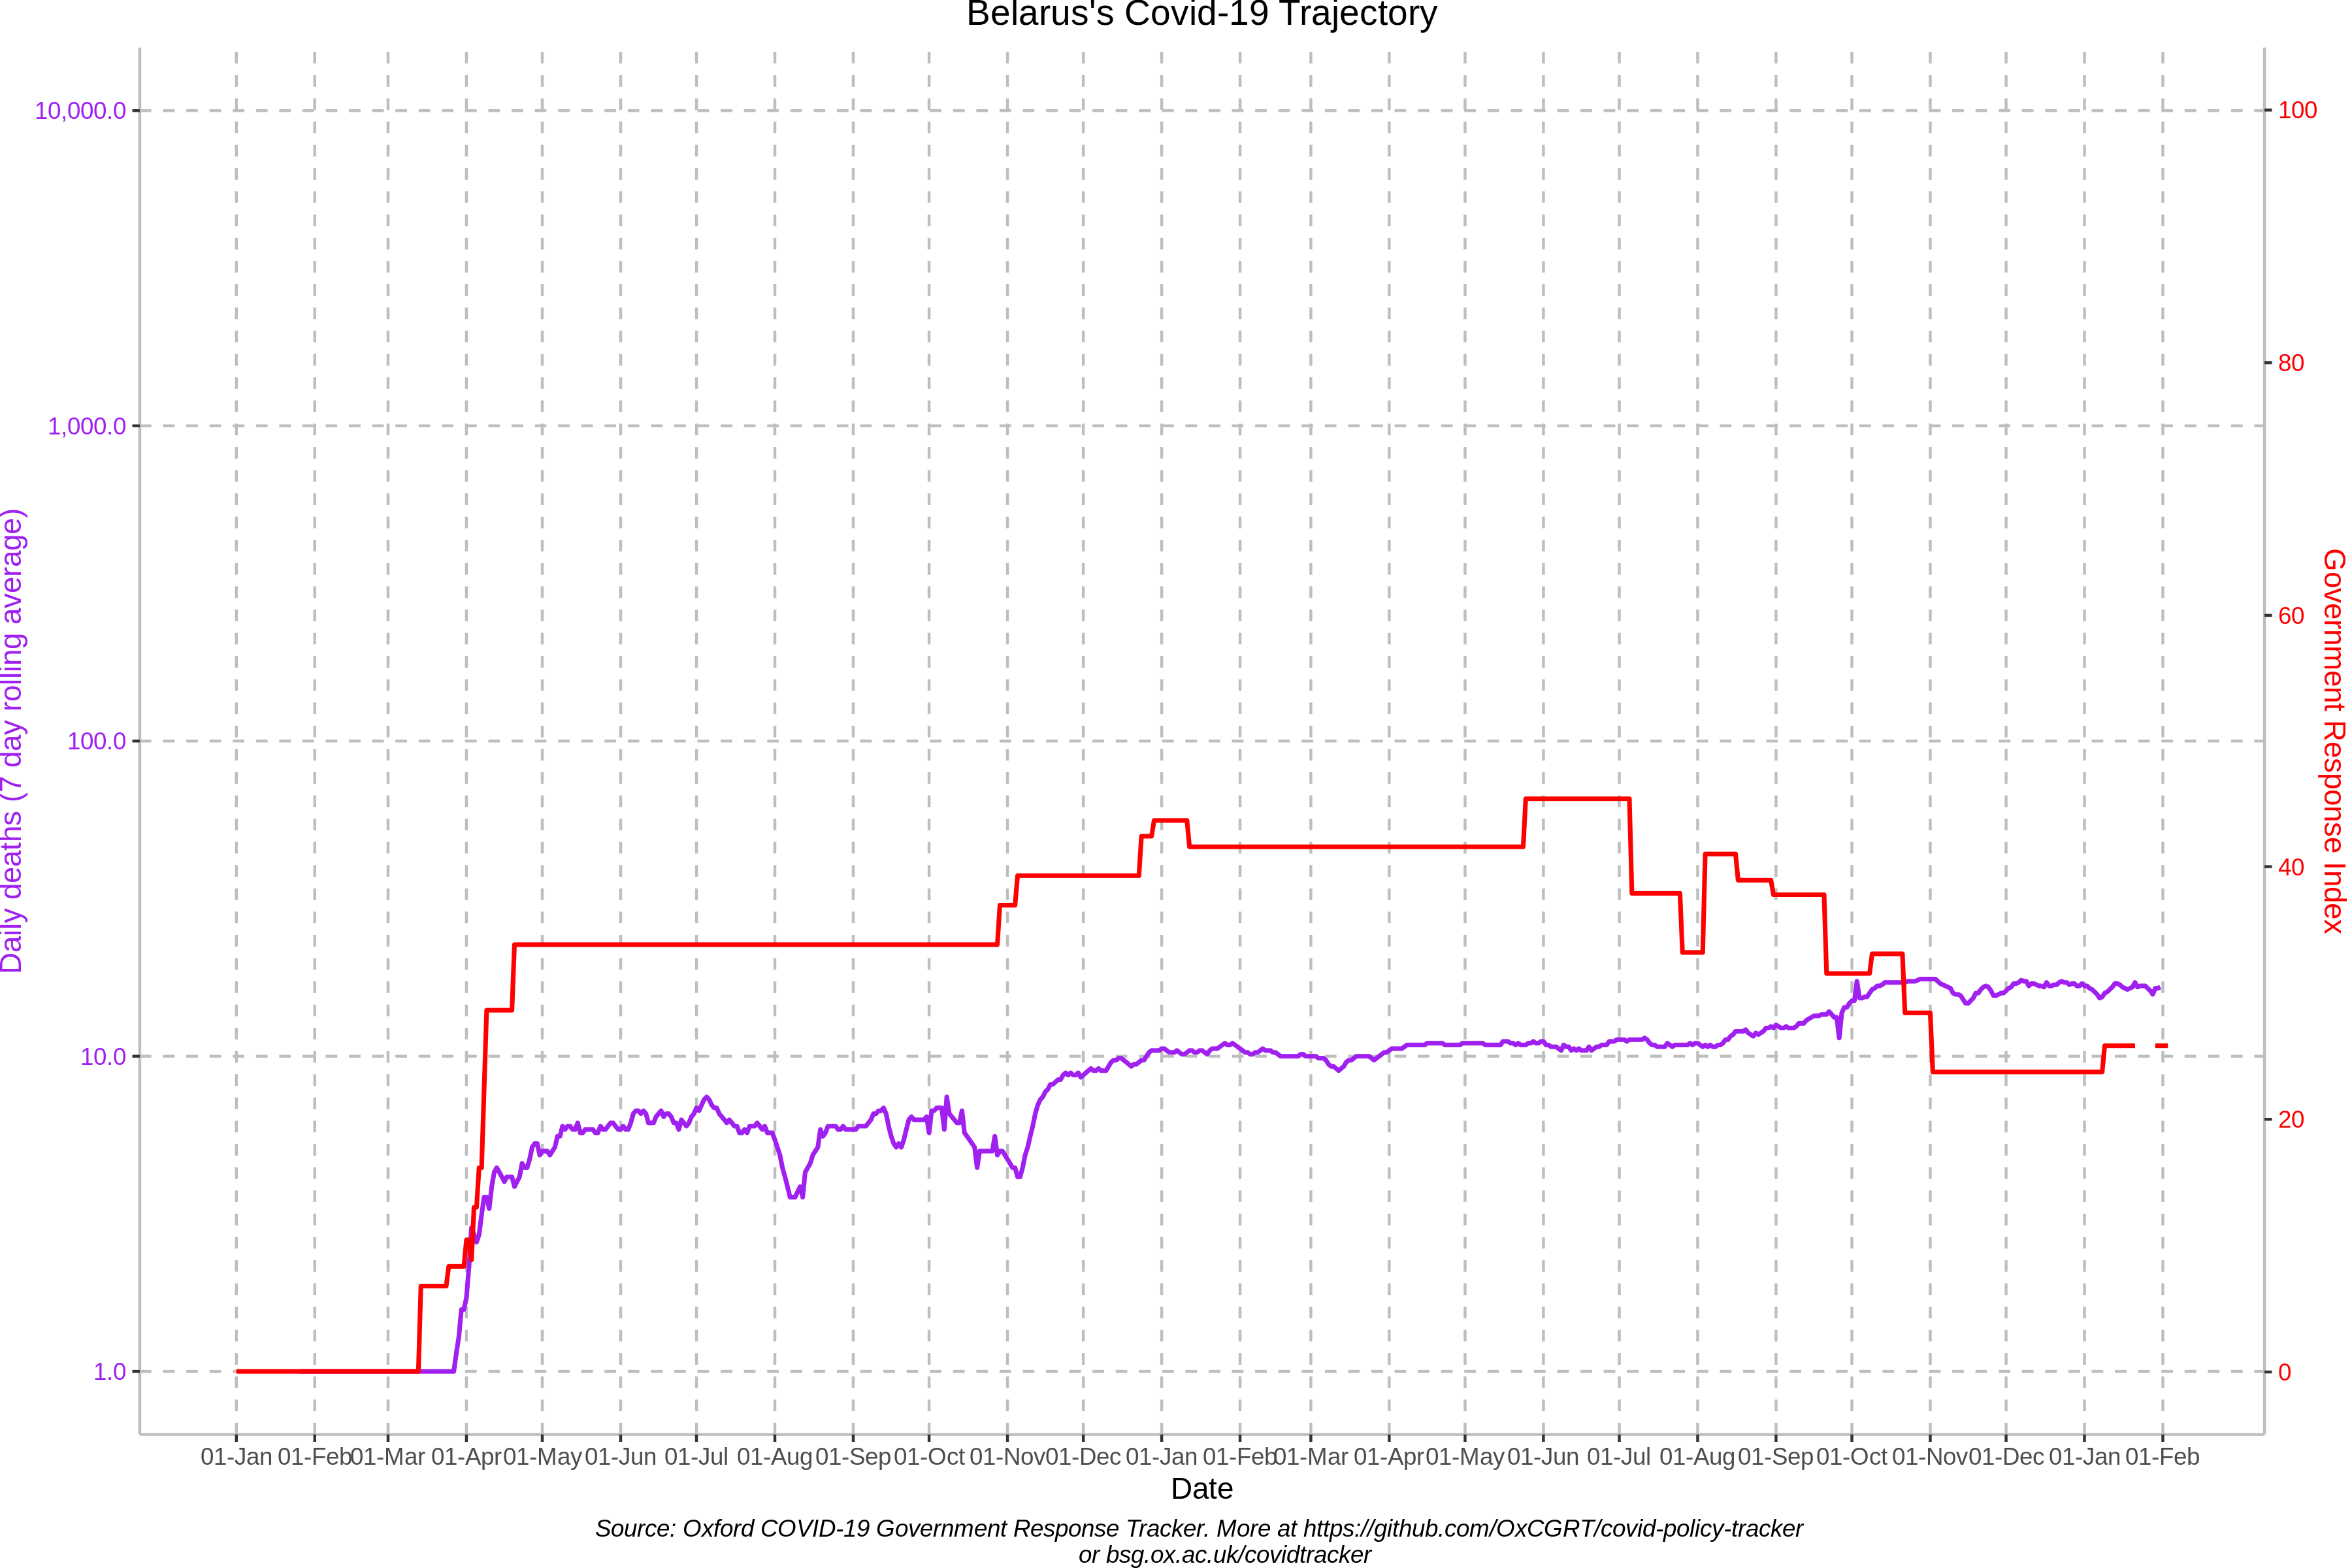 Belarus's Covid-19 Trajectory
10,000.0
1,000.0
100.0
10.0
1.0
Daily deaths (7 day rolling average)
100
80
60
40
20
0
Government Response Index
01-Jan 01-Feb 01-Mar 01-Apr 01-May 01-Jun 01-Jul 01-Aug 01-Sep 01-Oct 01-Nov 01-Dec 01-Jan 01-Feb 01-Mar 01-Apr 01-May 01-Jun 01-Jul 01-Aug 01-Sep 01-Oct 01-Nov 01-Dec 01-Jan 01-Feb
Date
Source: Oxford COVID-19 Government Response Tracker. More at https://github.com/OxCGRT/covid-policy-tracker
or bsg.ox.ac.uk/covidtracker